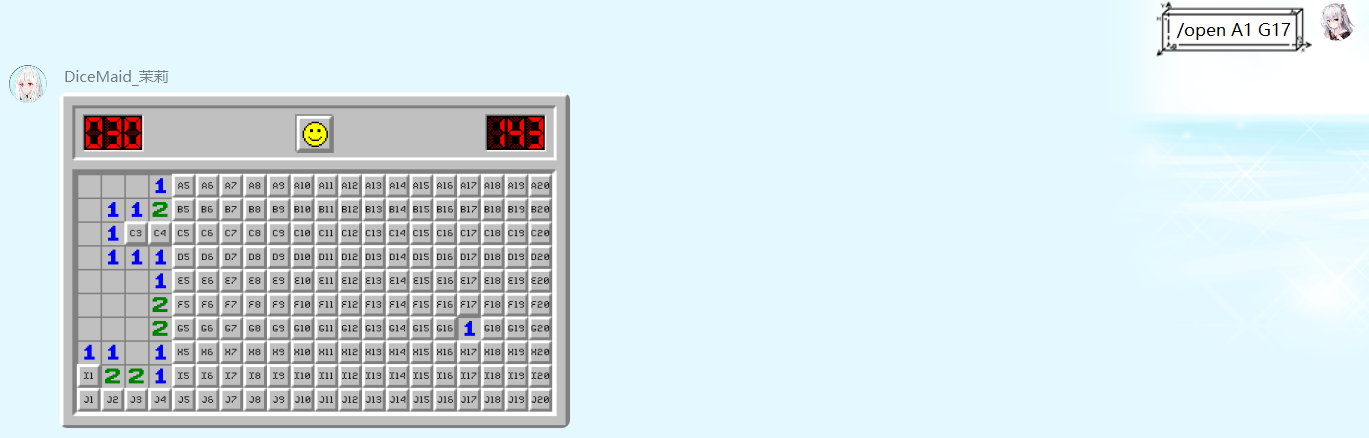 /open A1 G17
DiceMaid_茉莉
030 143
1 A5 A6 A7 A8 A9 A10 A11 A12 A13 A14 A15 A16 A17 A18 A19 A20
1 1 2 B5 B6 B7 B8 B9 B10 B11 B12 B13 B14 B15 B16 B17 B18 B19 B20
1 C3 C4 C5 C6 C7 C8 C9 C10 C11 C12 C13 C14 C15 C16 C17 C18 C19 C20
1 1 1 D5 D6 D7 D8 D9 D10 D11 D12 D13 D14 D15 D16 D17 D18 D19 D20
1 E5 E6 E7 E8 E9 E10 E11 E12 E13 E14 E15 E16 E17 E18 E19 E20
2 F5 F6 F7 F8 F9 F10 F11 F12 F13 F14 F15 F16 F17 F18 F19 F20
2 G5 G6 G7 G8 G9 G10 G11 G12 G13 G14 G15 G16 1 G18 G19 G20
1 1 1 H5 H6 H7 H8 H9 H10 H11 H12 H13 H14 H15 H16 H17 H18 H19 H20
I1 2 2 1 I5 I6 I7 I8 I9 I10 I11 I12 I13 I14 I15 I16 I17 I18 I19 I20
J1 J2 J3 J4 J5 J6 J7 J8 J9 J10 J11 J12 J13 J14 J15 J16 J17 J18 J19 J20